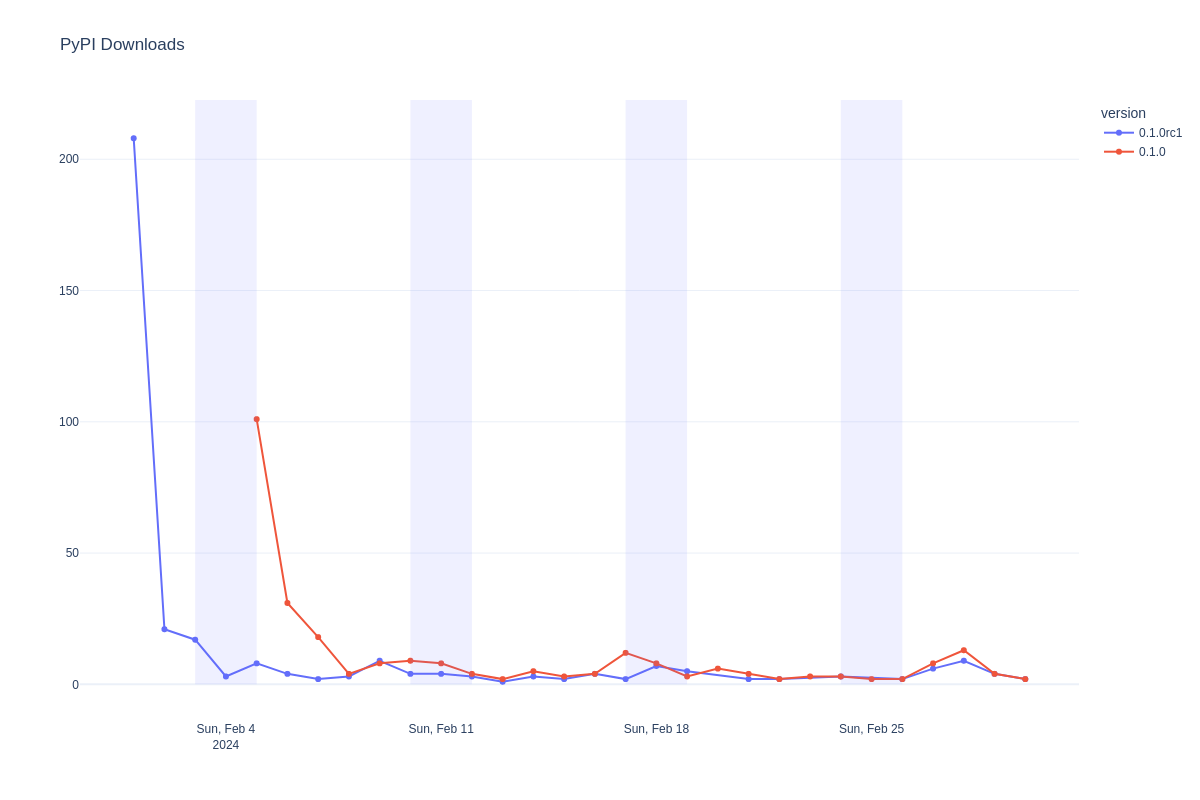 PyPI Downloads
version
0.1.0rc1
0.1.0
200
150
100
50
0
Sun, Feb 4
2024
Sun, Feb 11
Sun, Feb 18
Sun, Feb 25